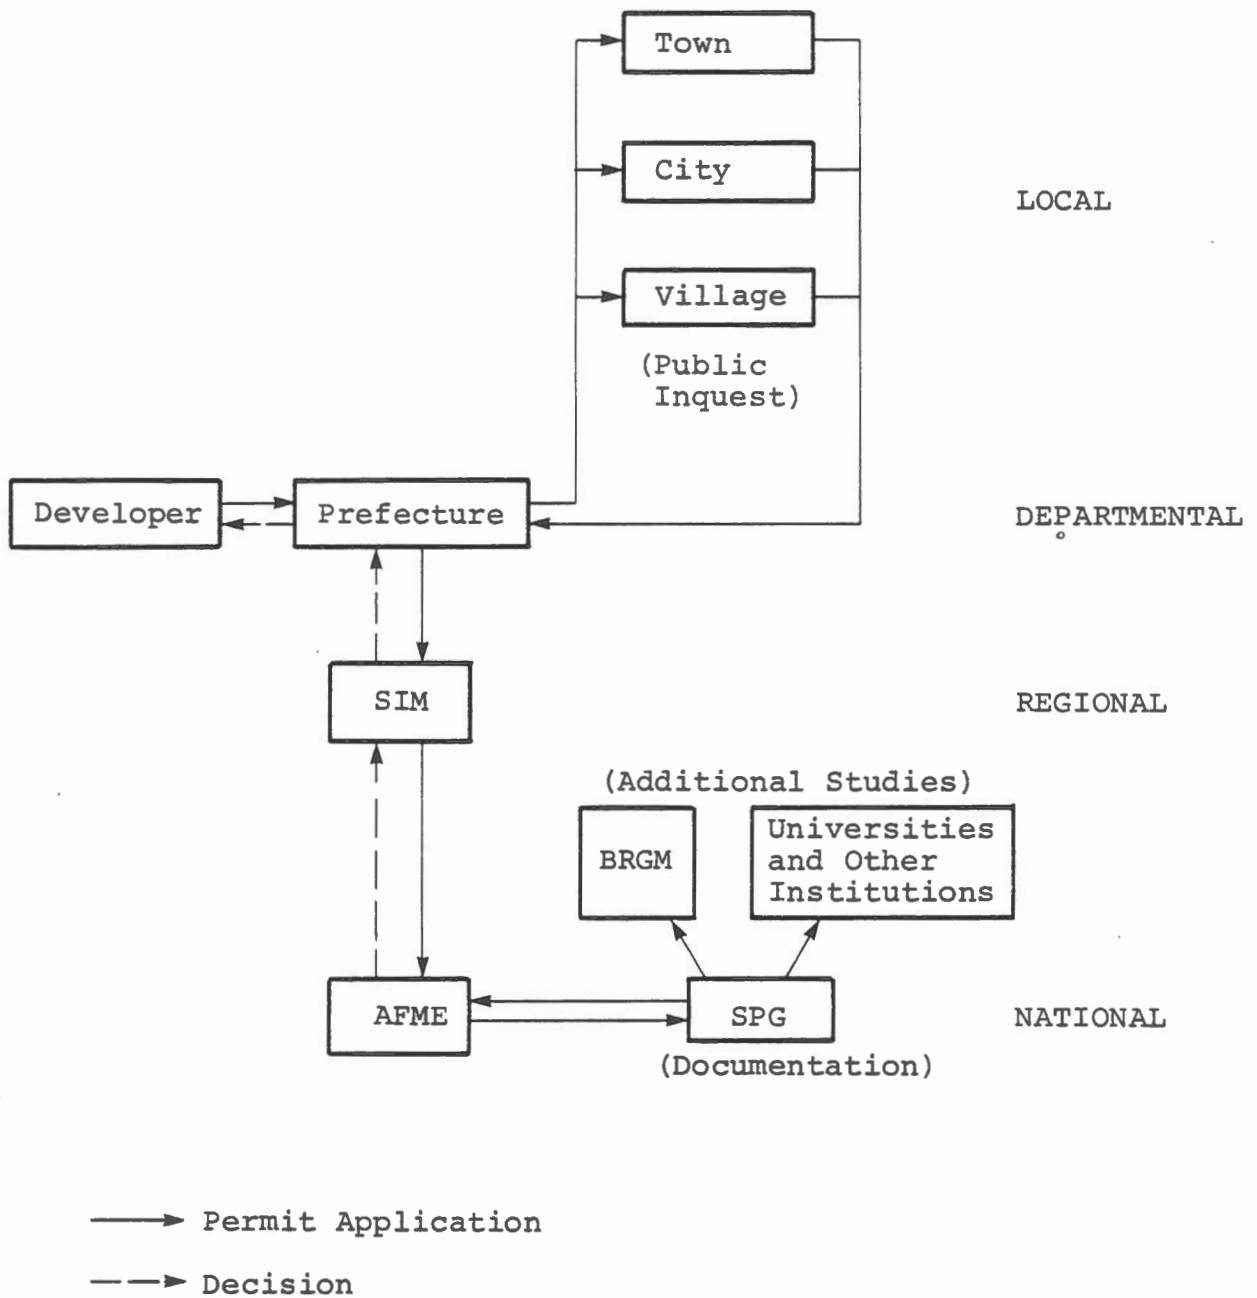 Town
City
LOCAL
Village
(Public
Inquest)
Developer
Prefecture
DEPARTMENTAL
SIM
REGIONAL
(Additional Studies)
BRGM
Universities
and Other
Institutions
AFME
SPG
NATIONAL
(Documentation)
Permit Application
Decision